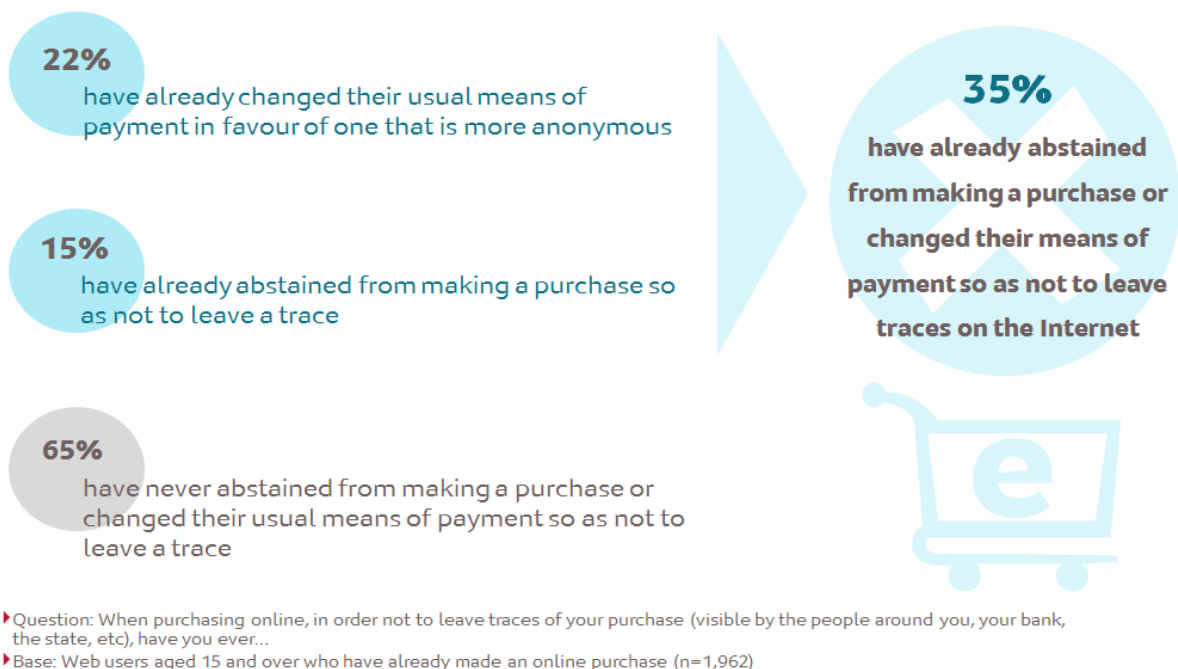 22%
have already changed their usual means of
payment in favour of one that is more anonymous
15%
have already abstained from making a purchase so
as not to leave a trace
65%
have never abstained from making a purchase or
changed their usual means of payment so as not to
leave a trace
35%
have already abstained
from making a purchase or
changed their means of
payment so as not to leave
traces on the Internet
e
Question: When purchasing online, in order not to leave traces of your purchase (visible by the people around you, your bank,
the state, etc), have you ever...
Base: Web users aged 15 and over who have already made an online purchase (n=1,962)